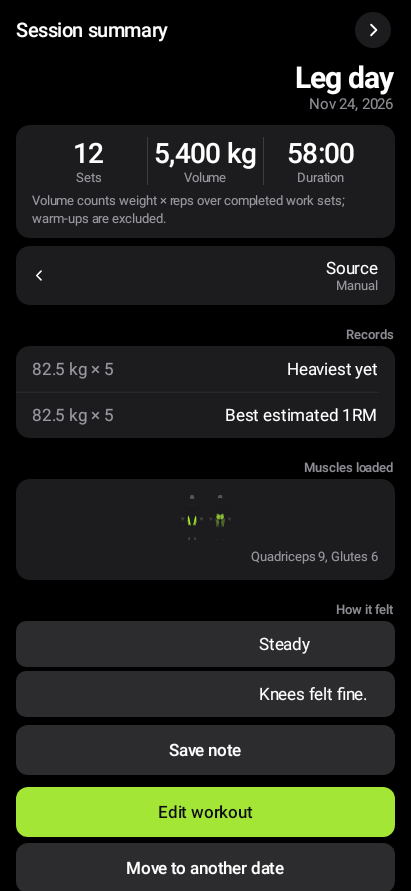 Session summary
Leg day
Nov 24, 2026
12
Sets
5,400 kg
Volume
58:00
Duration
Volume counts weight × reps over completed work sets;
warm-ups are excluded.
Source
Manual
Records
82.5 kg × 5
Heaviest yet
82.5 kg × 5
Best estimated 1RM
Muscles loaded
Quadriceps 9, Glutes 6
How it felt
Steady
Knees felt fine.
Save note
Edit workout
Move to another date